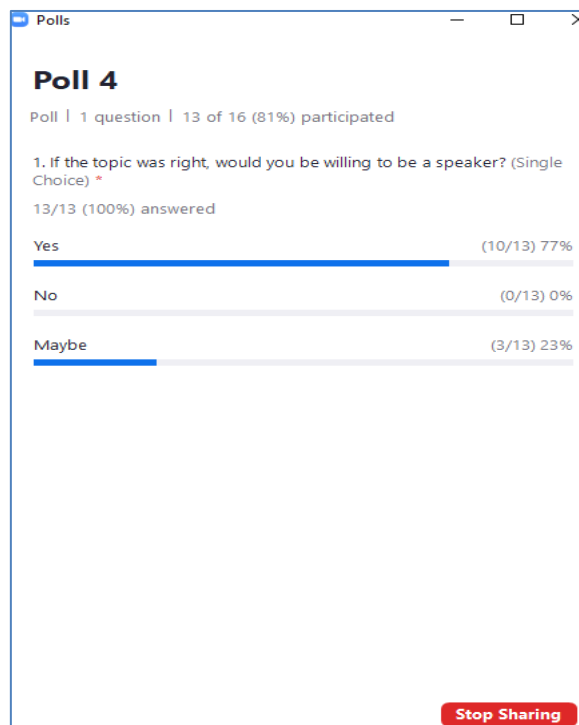 Polls
Poll 4
Poll | 1 question | 13 of 16 (81%) participated
1. If the topic was right, would you be willing to be a speaker? (Single
Choice) *
13/13 (100%) answered
Yes (10/13) 77%
No (0/13) 0%
Maybe (3/13) 23%
Stop Sharing